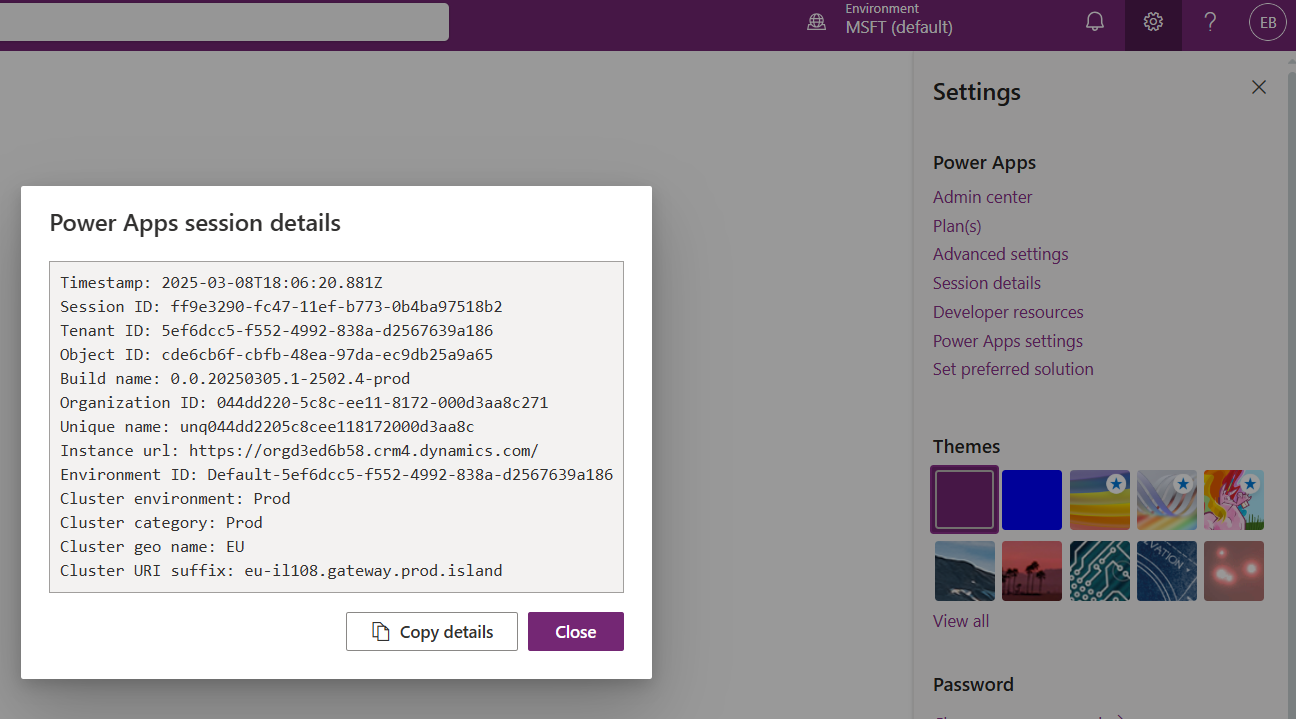 Environment
MSFT (default)
EB
Settings
Power Apps
Admin center
Plan(s)
Advanced settings
Session details
Developer resources
Power Apps settings
Set preferred solution
Themes
VATION
View all
Password
Power Apps session details
Timestamp: 2025-03-08T18:06:20.881Z
Session ID: ff9e3290-fc47-11ef-b773-0b4ba97518b2
Tenant ID: 5ef6dcc5-f552-4992-838a-d2567639a186
Object ID: cde6cb6f-cbfb-48ea-97da-ec9db25a9a65
Build name: 0.0.20250305.1-2502.4-prod
Organization ID: 044dd220-5c8c-ee11-8172-000d3aa8c271
Unique name: unq044dd2205c8cee118172000d3aa8c
Instance url: https://orgd3ed6b58.crm4.dynamics.com/
Environment ID: Default-5ef6dcc5-f552-4992-838a-d2567639a186
Cluster environment: Prod
Cluster category: Prod
Cluster geo name: EU
Cluster URI suffix: eu-il108.gateway.prod.island
Copy details
Close